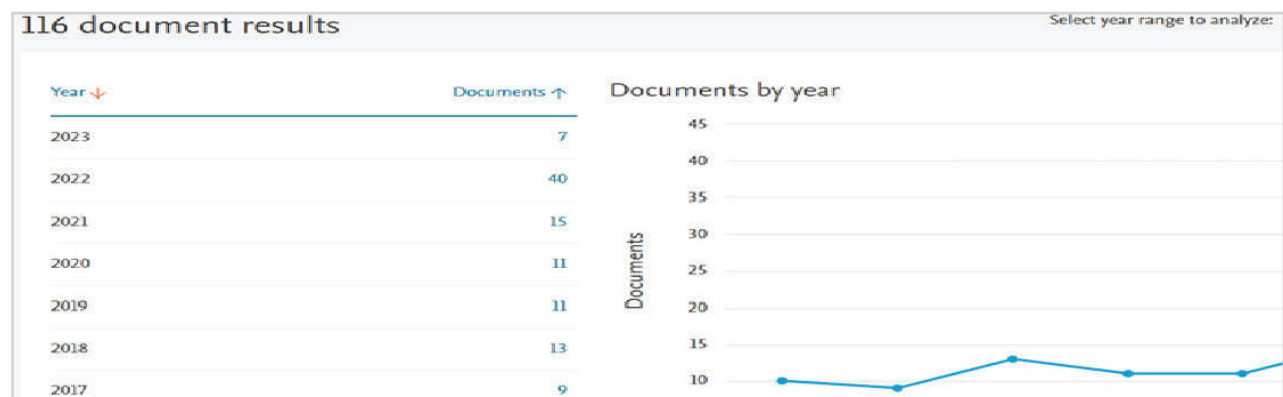 116 document results
Select year range to analyze:
Year ↓
Documents ↑
2023 7
2022 40
2021 15
2020 11
2019 11
2018 13
2017 9
Documents by year
Documents
45
40
35
30
25
20
15
10